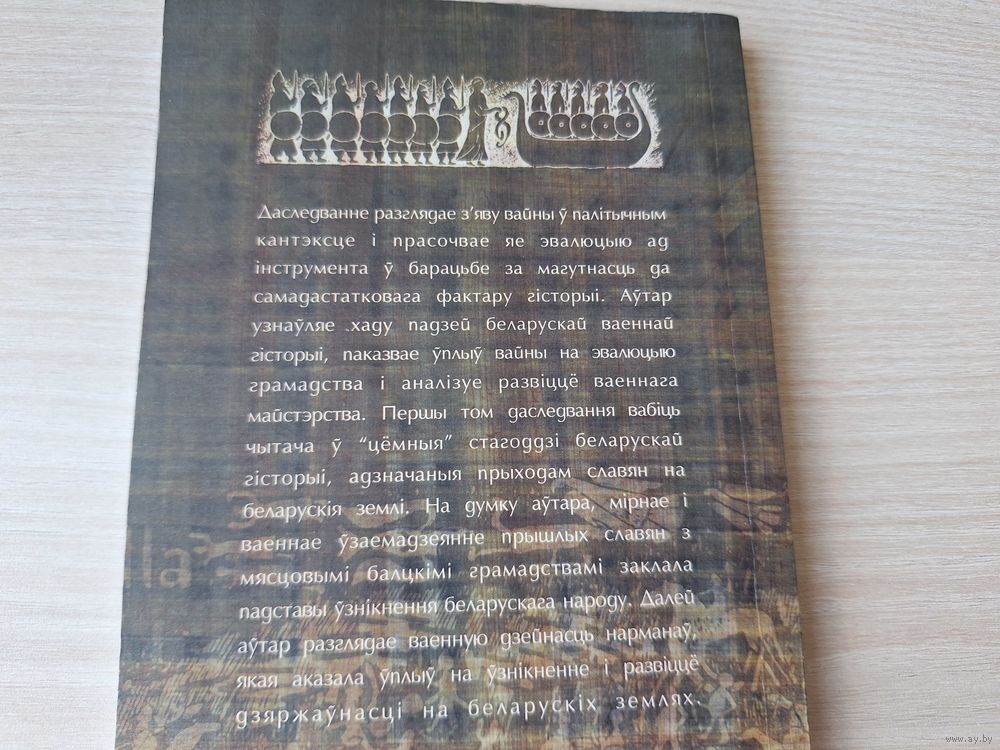 Даследванне разглядае з’яву вайны ў палітычным
кантэксце і прасочвае яе эвалюцыю ад
інструмента ў барацьбе за магутнасць да
самадастатковага фактару гісторыі. Аўтар
узнаўляе хаду падзей беларускай ваеннай
гісторыі, паказвае ўплыў вайны на эвалюцыю
грамадства і аналізуе развіццё ваеннага
майстэрства. Першы том даследвання вабіць
чытача ў “цёмныя” стагоддзі беларускай
гісторыі, адзначаныя прыходам славян на
беларускія землі. На думку аўтара, мірнае і
ваеннае ўзаемадзеянне прышлых славян з
мясцовымі балцкімі грамадствамі заклала
падставы ўзнікнення беларускага народу. Далей
аўтар разглядае ваенную дзейнасць нарманаў,
якая аказала ўплыў на ўзнікненне і развіццё
дзяржаўнасці на беларускіх землях.
www.ay.by